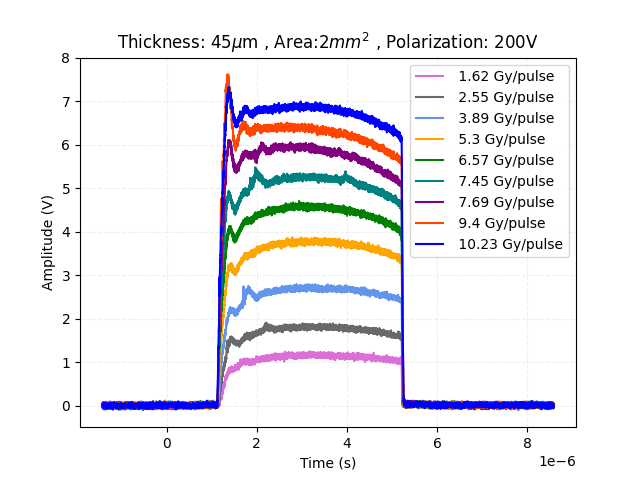 Thickness: 45μm , Area:2mm² , Polarization: 200V
8
7
6
5
4
3
2
1
0
Amplitude (V)
1.62 Gy/pulse
2.55 Gy/pulse
3.89 Gy/pulse
5.3 Gy/pulse
6.57 Gy/pulse
7.45 Gy/pulse
7.69 Gy/pulse
9.4 Gy/pulse
10.23 Gy/pulse
0 2 4 6 8
Time (s)
1e−6